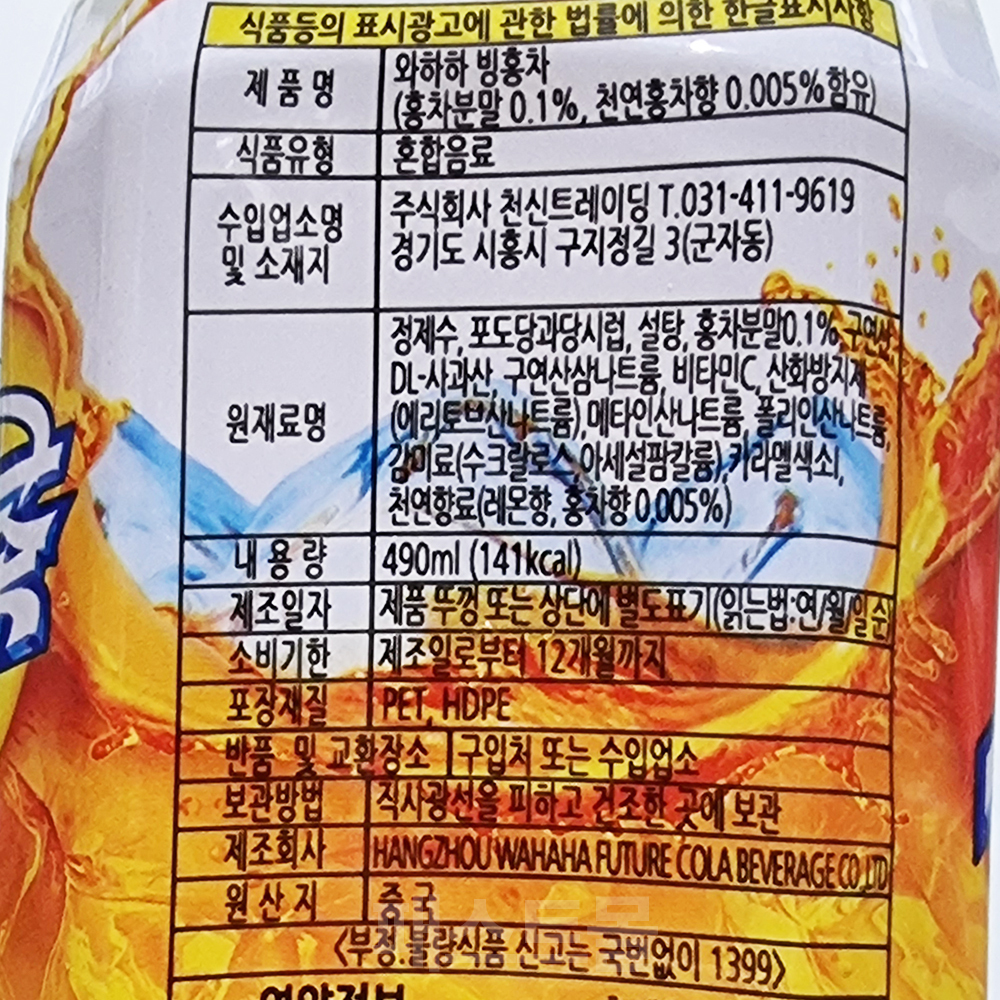 식품등의 표시광고에 관한 법률에 의한 한글표시사항
제 품 명 와하하 빙홍차
(홍차분말 0.1%, 천연홍차향 0.005%함유)
식품유형 혼합음료
수입업소명 주식회사 천신트레이딩 T.031-411-9619
및 소재지 경기도 시흥시 구지정길 3(군자동)
원재료명 정제수, 포도당과당시럽, 설탕, 홍차분말0.1%,구연산,
DL-사과산, 구연산삼나트륨, 비타민C, 산화방지제
(에리토브산나트륨),메타인산나트륨, 폴리인산나트륨,
감미료(수크랄로스,아세설팜칼륨),카라멜색소I,
천연향료(레몬향, 홍차향 0.005%)
내 용 량 490ml (141kcal)
제조일자 제품 뚜껑 또는 상단에 별도표기(읽는법:연/월/일 순)
소비기한 제조일로부터 12개월까지
포장재질 PET, HDPE
반품 및 교환장소 구입처 또는 수입업소
보관방법 직사광선을 피하고 건조한 곳에 보관
제조회사 HANGZHOU WAHAHA FUTURE COLA BEVERAGE CO.,LTD
원 산 지 중국
<부정.불량식품 신고는 국번없이 1399>
영양정보